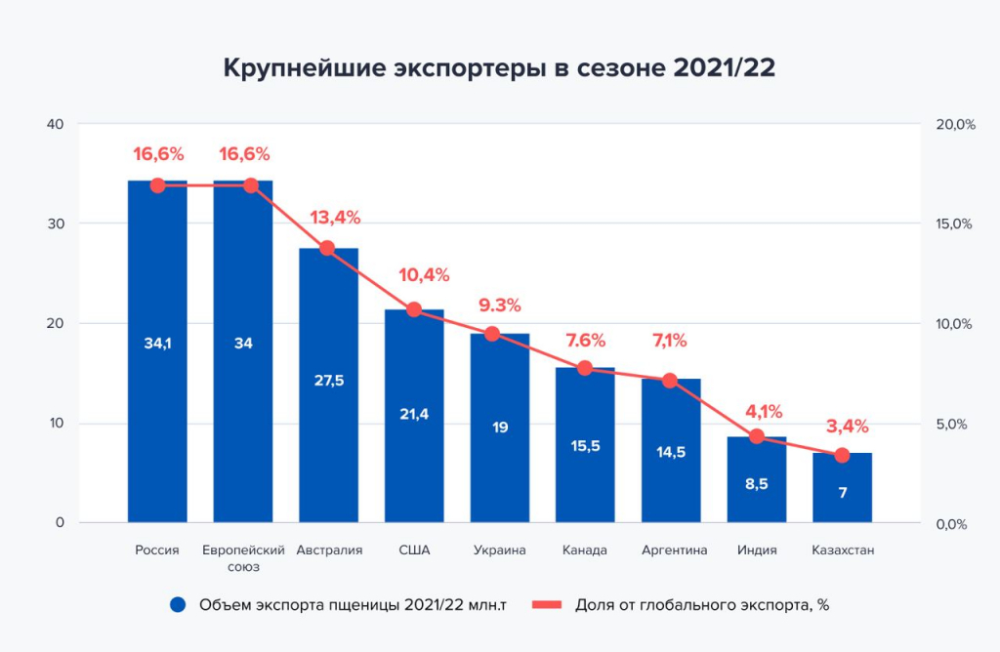 Крупнейшие экспортеры в сезоне 2021/22
40
20,0%
16,6%
16,6%
13,4%
30
15,0%
10,4%
9.3%
20
10,0%
7.6%
7,1%
34,1
34
27,5
4,1%
3,4%
21,4
10
5,0%
19
15,5
14,5
8,5
7
0
0,0%
Россия
Европейский
союз
Австралия
США
Украина
Канада
Аргентина
Индия
Казахстан
Объем экспорта пщеницы 2021/22 млн.т
Доля от глобального экспорта, %